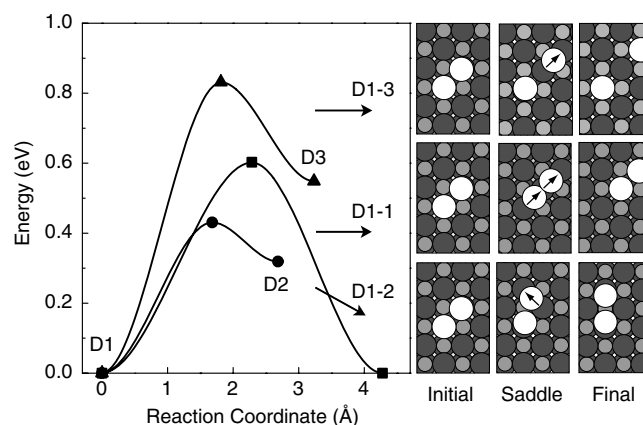 1.0
0.8
0.6
0.4
0.2
0.0
Energy (eV)
D1
D2
D3
D1-3
D1-1
D1-2
0 1 2 3 4
Reaction Coordinate (Å)
Initial Saddle Final